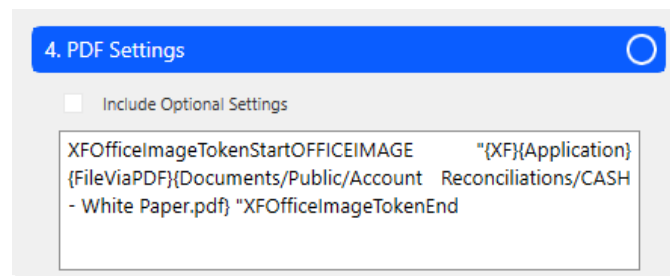 4. PDF Settings
Include Optional Settings
XFOfficeImageTokenStartOFFICEIMAGE "{XF}{Application}
{FileViaPDF}{Documents/Public/Account Reconciliations/CASH
- White Paper.pdf} "XFOfficeImageTokenEnd